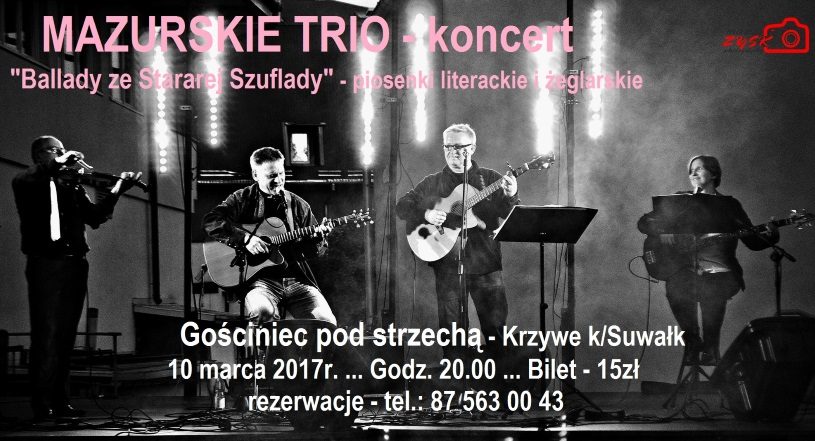 MAZURSKIE TRIO - koncert
"Ballady ze Stararej Szuflady" - piosenki literackie i żeglarskie
zysk
Gościniec pod strzechą - Krzywe k/Suwałk
10 marca 2017r. ... Godz. 20.00 ... Bilet - 15zł
rezerwacje - tel.: 87 563 00 43